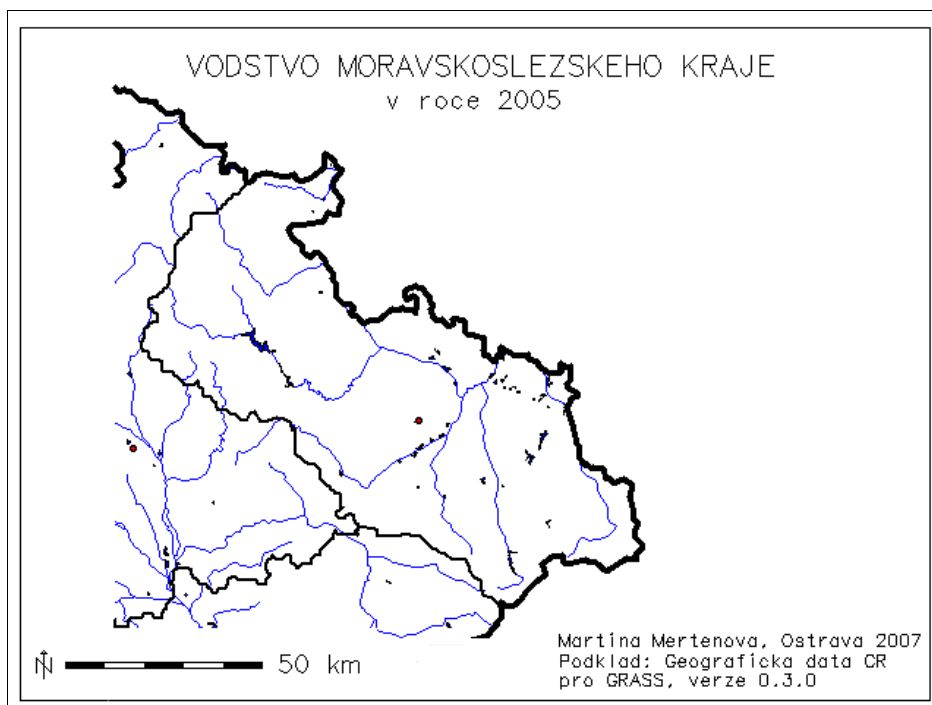 VODSTVO MORAVSKOSLEZSKEHO KRAJE
v roce 2005
N
50 km
Martina Mertenova, Ostrava 2007
Podklad: Geograficka data CR
pro GRASS, verze 0.3.0